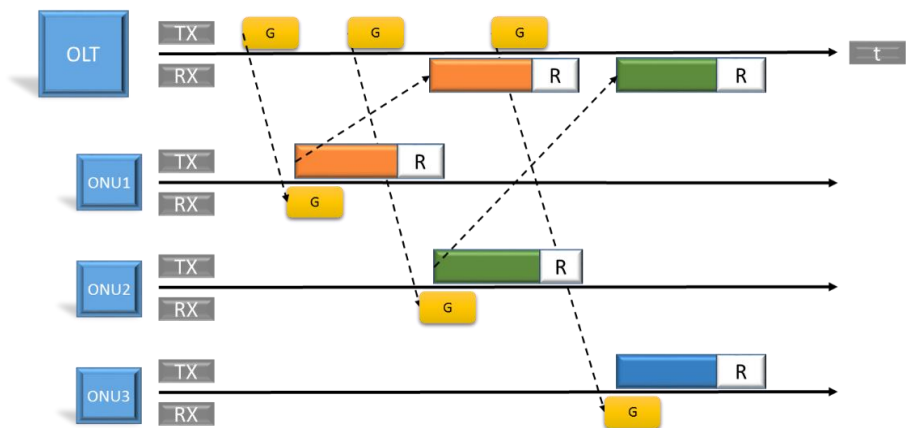 TX G G G
OLT t
RX R R
TX R
ONU1
RX G
TX R
ONU2
RX G
TX R
ONU3
RX G